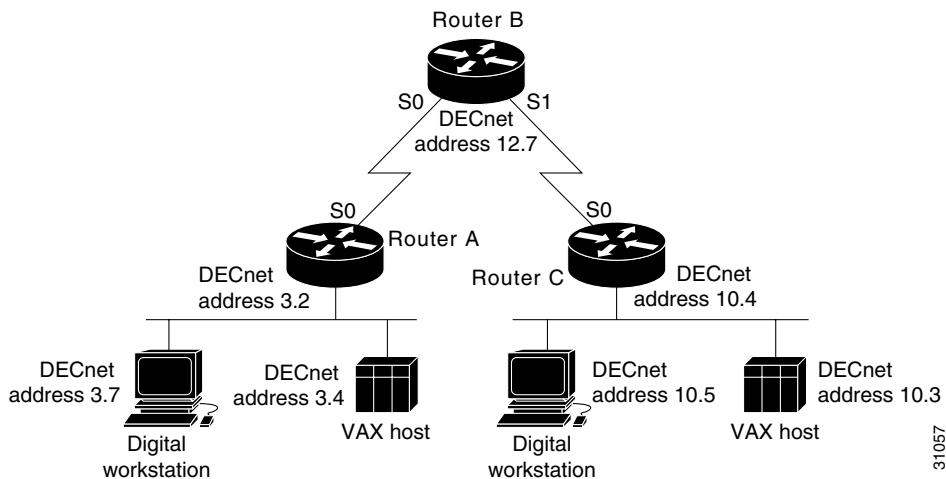 Router B
S0
S1
DECnet
address 12.7
S0
Router A
DECnet
address 3.2
S0
Router C
DECnet
address 10.4
DECnet
address 3.7
Digital
workstation
DECnet
address 3.4
VAX host
DECnet
address 10.5
Digital
workstation
DECnet
address 10.3
VAX host
31057